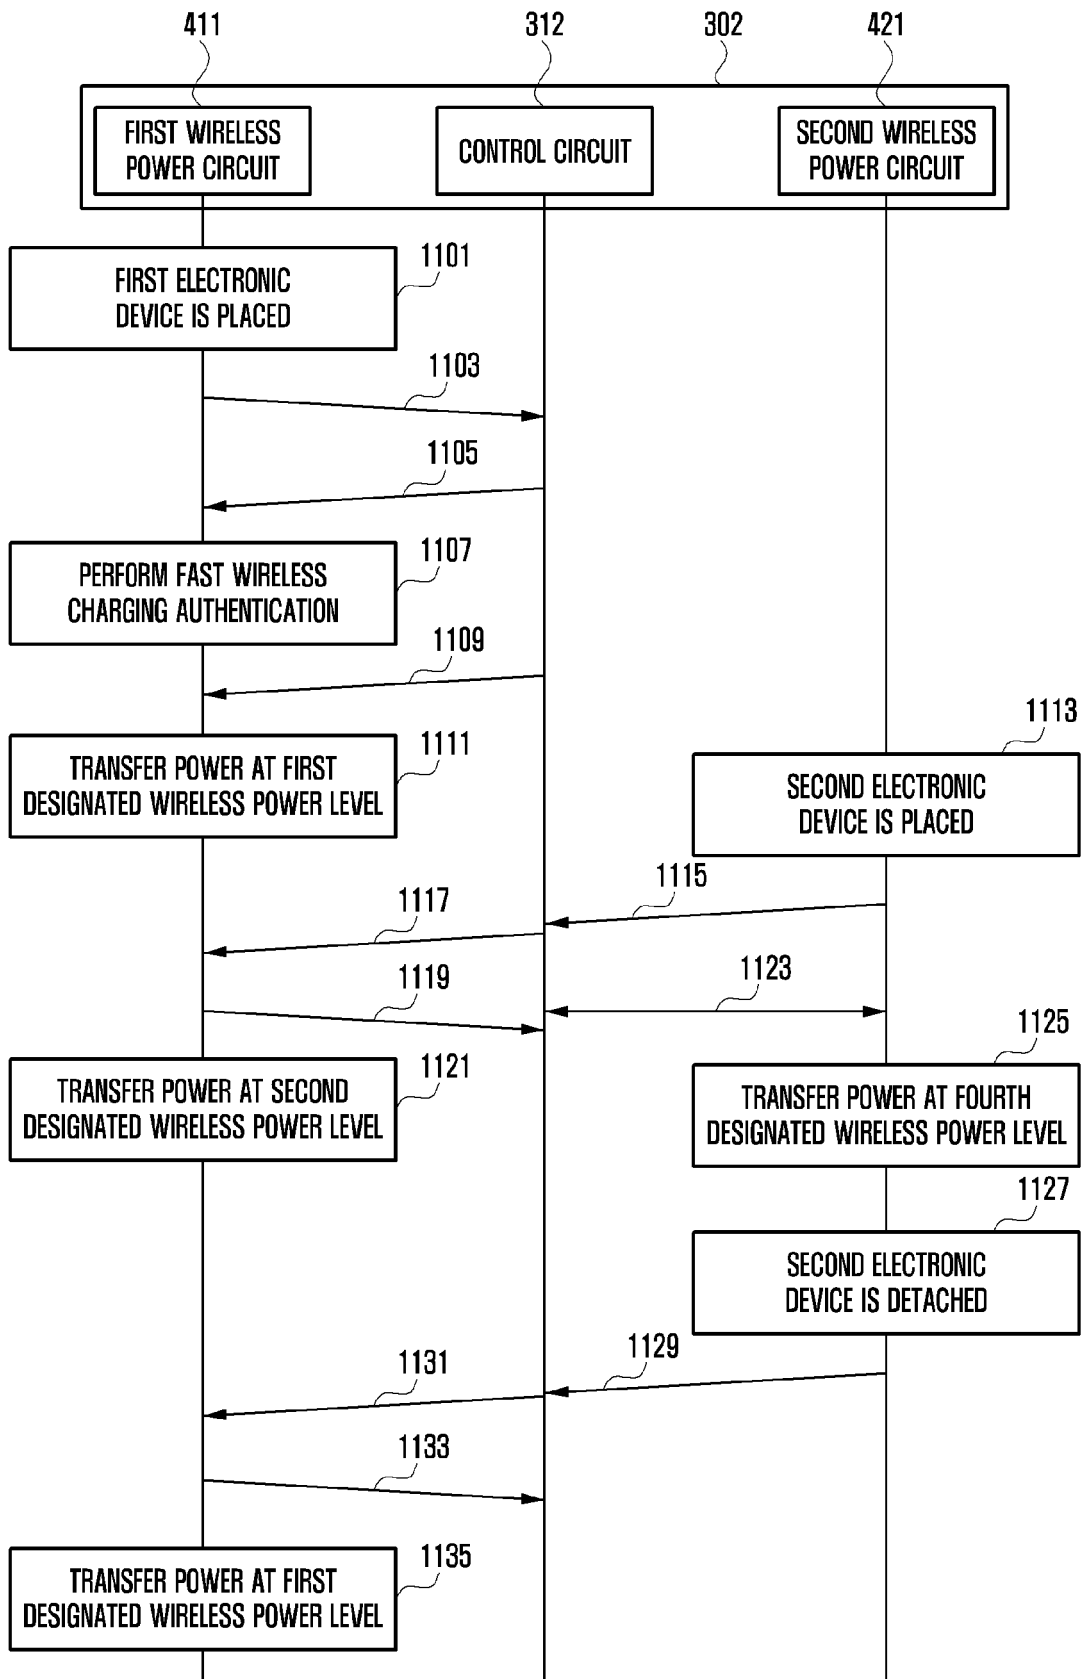 411
312
302
421
FIRST WIRELESS
POWER CIRCUIT
CONTROL CIRCUIT
SECOND WIRELESS
POWER CIRCUIT
1101
FIRST ELECTRONIC
DEVICE IS PLACED
1103
1105
1107
PERFORM FAST WIRELESS
CHARGING AUTHENTICATION
1109
1111
TRANSFER POWER AT FIRST
DESIGNATED WIRELESS POWER LEVEL
1113
SECOND ELECTRONIC
DEVICE IS PLACED
1115
1117
1119
1123
1121
TRANSFER POWER AT SECOND
DESIGNATED WIRELESS POWER LEVEL
1125
TRANSFER POWER AT FOURTH
DESIGNATED WIRELESS POWER LEVEL
1127
SECOND ELECTRONIC
DEVICE IS DETACHED
1129
1131
1133
1135
TRANSFER POWER AT FIRST
DESIGNATED WIRELESS POWER LEVEL